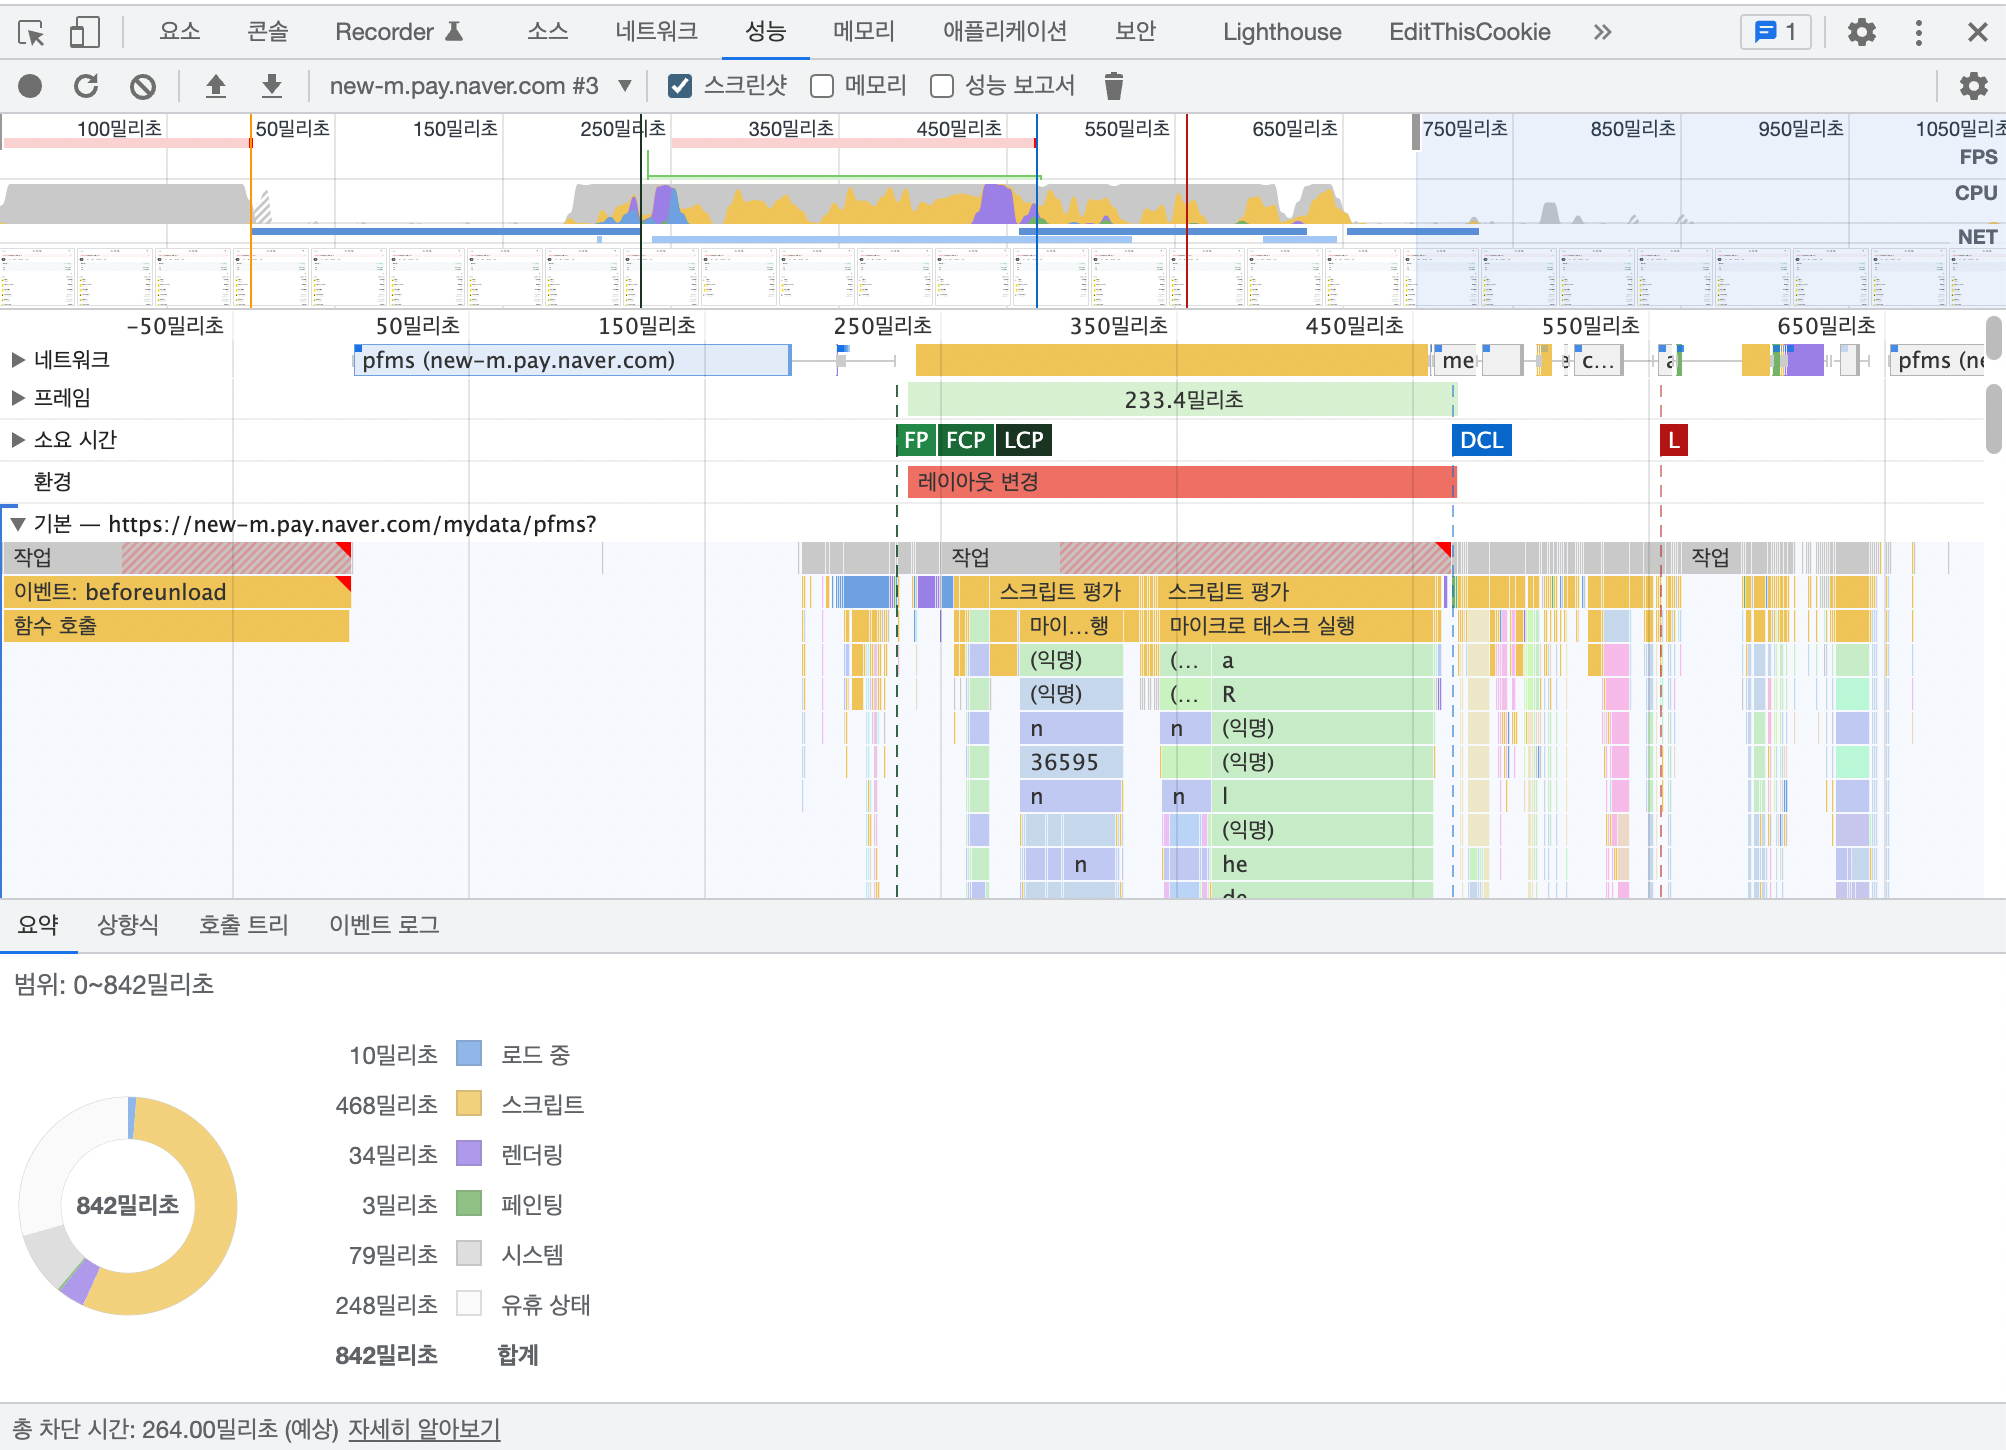 요소 콘솔 Recorder 소스 네트워크 성능 메모리 애플리케이션 보안 Lighthouse EditThisCookie » 1
new-m.pay.naver.com #3 스크린샷 메모리 성능 보고서
100밀리초 50밀리초 150밀리초 250밀리초 350밀리초 450밀리초 550밀리초 650밀리초 750밀리초 850밀리초 950밀리초 1050밀리초
FPS
CPU
NET
-50밀리초 50밀리초 150밀리초 250밀리초 350밀리초 450밀리초 550밀리초 650밀리초
네트워크 pfms (new-m.pay.naver.com) me c... a pfms (ne
프레임 233.4밀리초
소요 시간 FP FCP LCP DCL L
환경 레이아웃 변경
기본 — https://new-m.pay.naver.com/mydata/pfms?
작업 작업 작업
이벤트: beforeunload 스크립트 평가 스크립트 평가
함수 호출 마이...행 마이크로 태스크 실행
(익명) (... a
(익명) (... R
n n (익명)
36595 (익명)
n n l
(익명)
n he
de
요약 상향식 호출 트리 이벤트 로그
범위: 0~842밀리초
10밀리초 로드 중
468밀리초 스크립트
34밀리초 렌더링
842밀리초
3밀리초 페인팅
79밀리초 시스템
248밀리초 유휴 상태
842밀리초 합계
총 차단 시간: 264.00밀리초 (예상) 자세히 알아보기